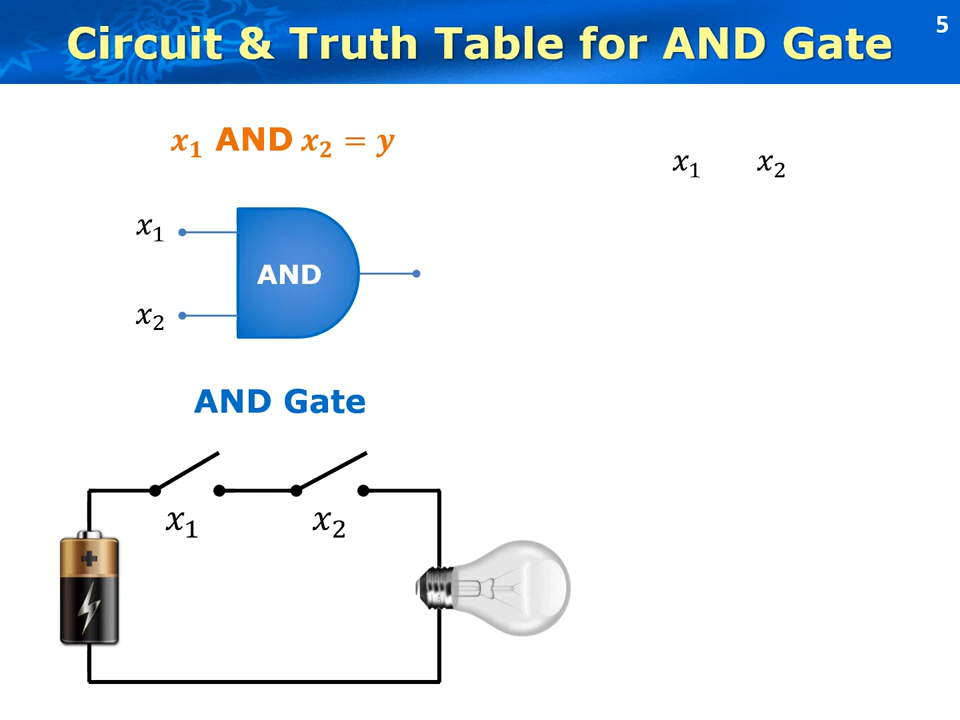 Circuit & Truth Table for AND Gate
5
𝒙₁ AND 𝒙₂ = 𝒚
𝑥₁ 𝑥₂
𝑥₁
AND
𝑥₂
AND Gate
𝑥₁ 𝑥₂